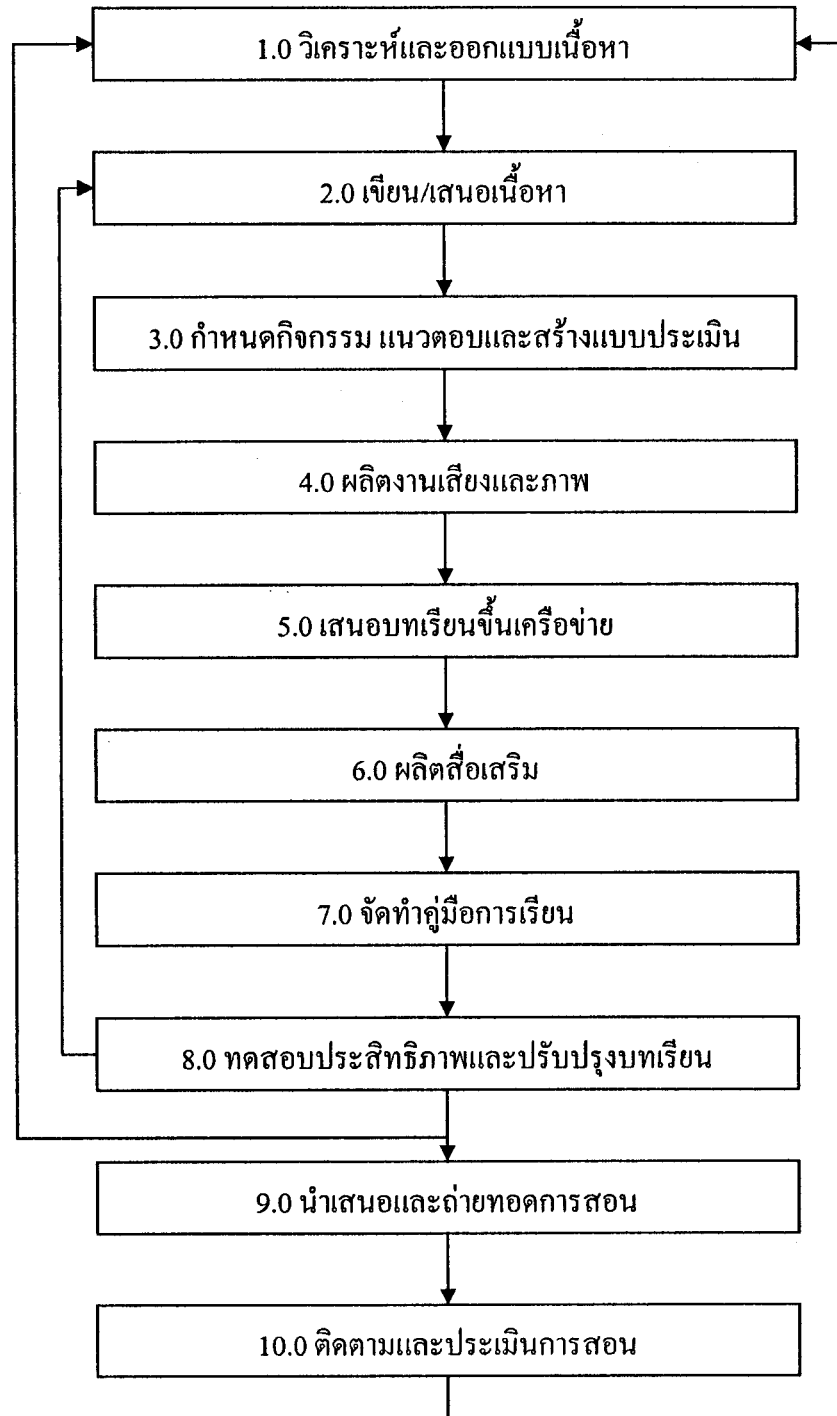 1.0 วิเคราะห์และออกแบบเนื้อหา
2.0 เขียน/เสนอเนื้อหา
3.0 กำหนดกิจกรรม แนวตอบและสร้างแบบประเมิน
4.0 ผลิตงานเสียงและภาพ
5.0 เสนอบทเรียนขึ้นเครือข่าย
6.0 ผลิตสื่อเสริม
7.0 จัดทำคู่มือการเรียน
8.0 ทดสอบประสิทธิภาพและปรับปรุงบทเรียน
9.0 นำเสนอและถ่ายทอดการสอน
10.0 ติดตามและประเมินการสอน